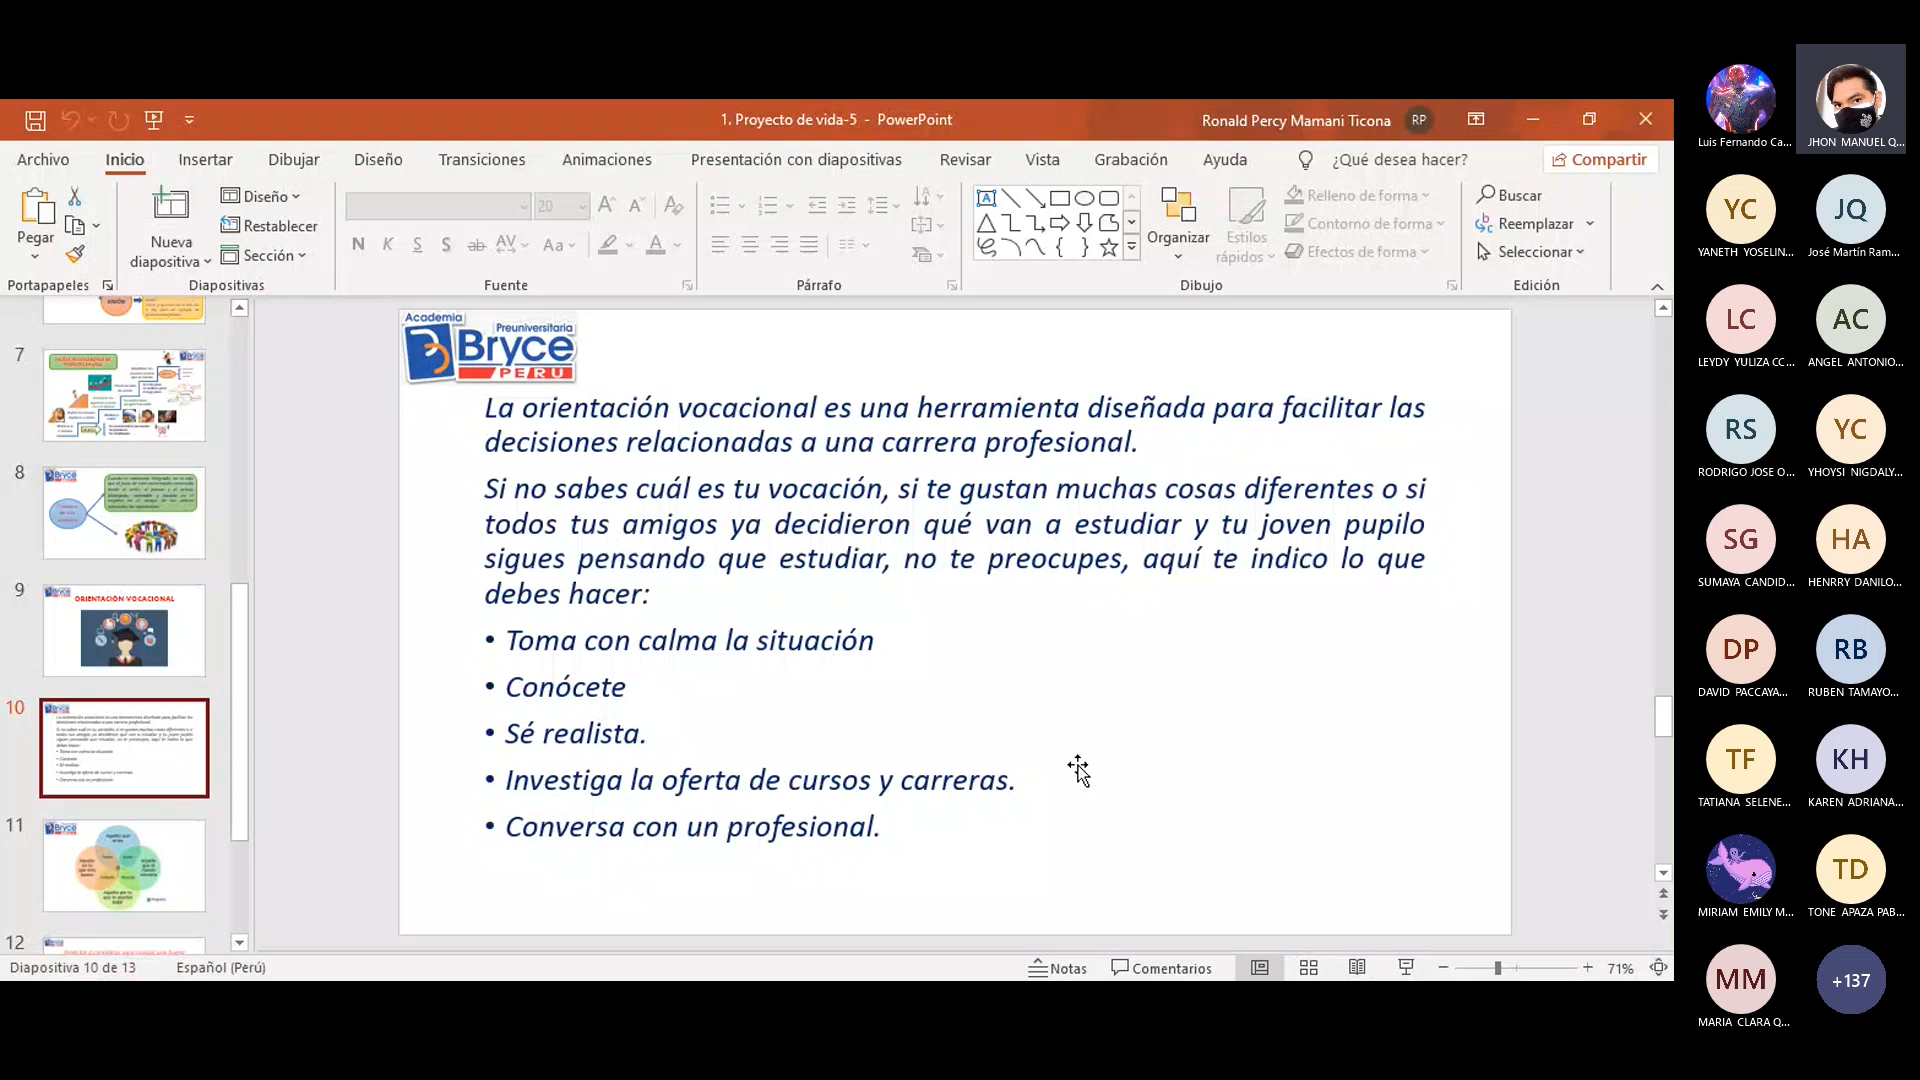 1. Proyecto de vida-5 - PowerPoint
Ronald Percy Mamani Ticona
RP
Archivo
Inicio
Insertar
Dibujar
Diseño
Transiciones
Animaciones
Presentación con diapositivas
Revisar
Vista
Grabación
Ayuda
¿Qué desea hacer?
Compartir
Pegar
Portapapeles
Nueva
diapositiva
Diseño
Restablecer
Sección
Diapositivas
20
N K S S ab AV Aa A
Fuente
Párrafo
Organizar
Estilos
rápidos
Relleno de forma
Contorno de forma
Efectos de forma
Dibujo
Buscar
Reemplazar
Seleccionar
Edición
7
8
9
ORIENTACIÓN VOCACIONAL
10
11
12
Academia
Preuniversitaria
Bryce
PERU
La orientación vocacional es una herramienta diseñada para facilitar las
decisiones relacionadas a una carrera profesional.
Si no sabes cuál es tu vocación, si te gustan muchas cosas diferentes o si
todos tus amigos ya decidieron qué van a estudiar y tu joven pupilo
sigues pensando que estudiar, no te preocupes, aquí te indico lo que
debes hacer:
• Toma con calma la situación
• Conócete
• Sé realista.
• Investiga la oferta de cursos y carreras.
• Conversa con un profesional.
Diapositiva 10 de 13
Español (Perú)
Notas
Comentarios
71%
Luis Fernando Ca...
JHON MANUEL Q...
YC
YANETH YOSELIN...
JQ
José Martín Ram...
LC
LEYDY YULIZA CC...
AC
ANGEL ANTONIO...
RS
RODRIGO JOSE O...
YC
YHOYSI NIGDALY...
SG
SUMAYA CANDID...
HA
HENRRY DANILO...
DP
DAVID PACCAYA...
RB
RUBEN TAMAYO...
TF
TATIANA SELENE...
KH
KAREN ADRIANA...
MIRIAM EMILY M...
TD
TONE APAZA PAB...
MM
MARIA CLARA Q...
+137